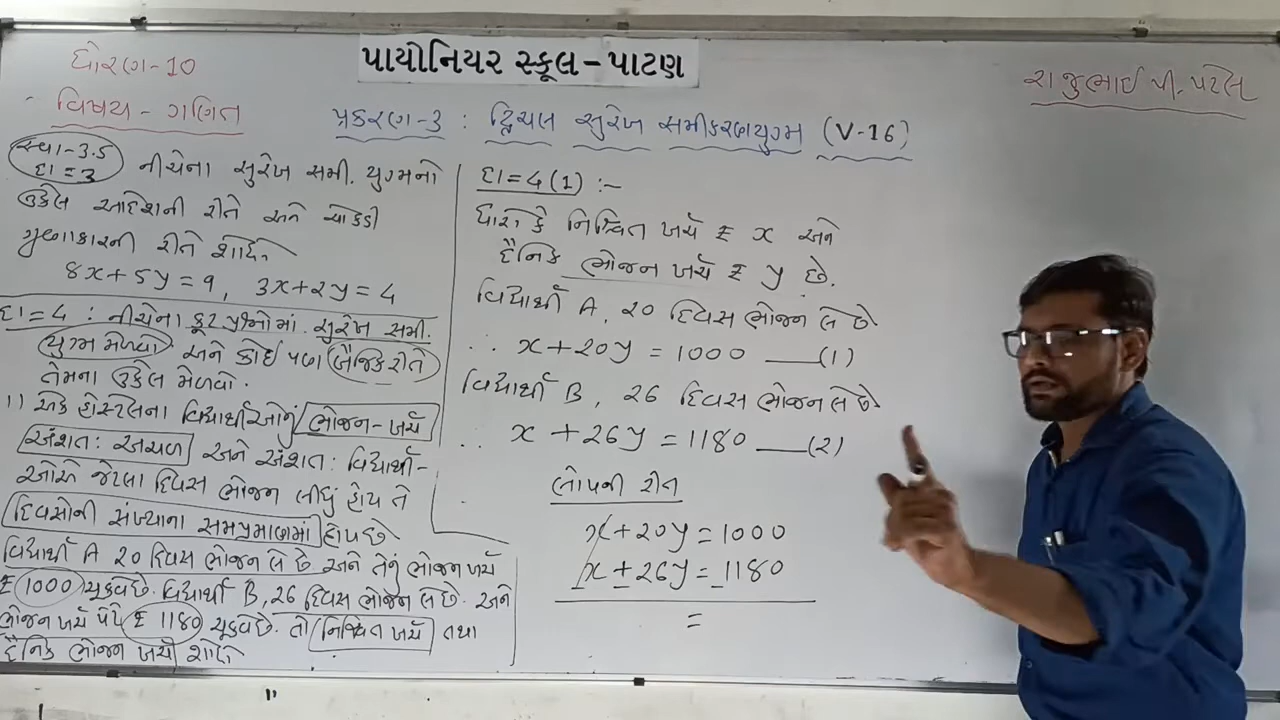 પાયોનિયર સ્કૂલ - પાટણ
ધોરણ-10
વિષય - ગણિત
પ્રકરણ-3 : દ્વિચલ સુરેખ સમીકરણયુગ્મ (V-16)
રાજુભાઈ પી. પટેલ
સ્વા-3.5
દા = 3
નીચેના સુરેખ સમી. યુગ્મનો
ઉકેલ આદેશની રીતે અને ચોકડી
ગુણાકારની રીતે શોધો.
8x + 5y = 9, 3x + 2y = 4
દા = 4 : નીચેના કૂટ પ્રશ્નોમાં સુરેખ સમી.
યુગ્મ મેળવો અને કોઈ પણ બૈજિક રીતે
તેમના ઉકેલ મેળવો.
1) એક હોસ્ટેલના વિદ્યાર્થીઓનું ભોજન-ખર્ચ
અંશત: અચળ અને અંશત: વિદ્યાર્થી-
ઓએ જેટલા દિવસ ભોજન લીધું હોય તે
દિવસોની સંખ્યાના સમપ્રમાણમાં હોય છે
વિદ્યાર્થી A 20 દિવસ ભોજન લે છે. અને તેનું ભોજન ખર્ચ
₹ 1000 ચૂકવે છે. વિદ્યાર્થી B, 26 દિવસ ભોજન લે છે. અને
ભોજન ખર્ચ પેટે ₹ 1180 ચૂકવે છે. તો નિશ્ચિત ખર્ચ તથા
દૈનિક ભોજન ખર્ચ શોધો
દા = 4 (1) :-
ધારો કે નિશ્ચિત ખર્ચ ₹ x અને
દૈનિક ભોજન ખર્ચ ₹ y છે.
વિદ્યાર્થી A, 20 દિવસ ભોજન લે છે
∴ x + 20y = 1000 ——(1)
વિદ્યાર્થી B, 26 દિવસ ભોજન લે છે
∴ x + 26y = 1180 ——(2)
લોપની રીત
x + 20y = 1000
x + 26y = 1180
=